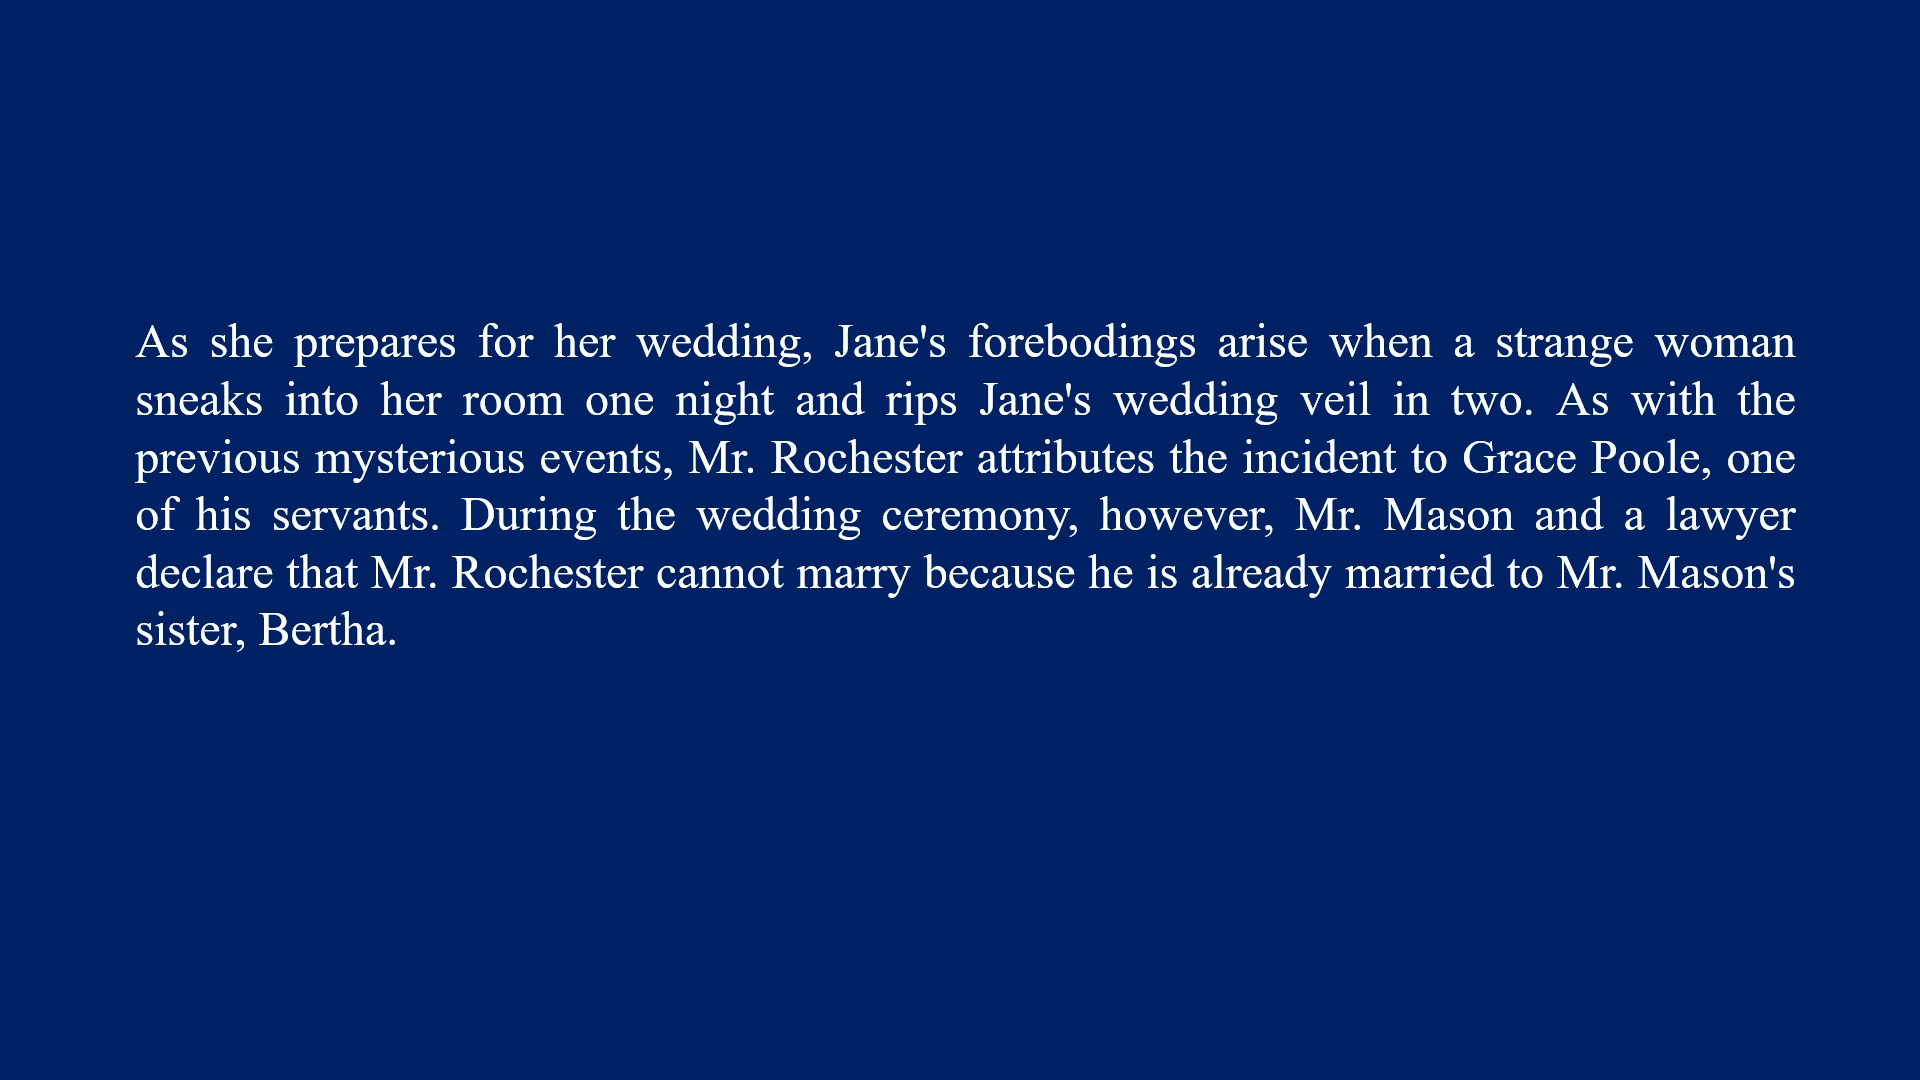 As she prepares for her wedding, Jane's forebodings arise when a strange woman
sneaks into her room one night and rips Jane's wedding veil in two. As with the
previous mysterious events, Mr. Rochester attributes the incident to Grace Poole, one
of his servants. During the wedding ceremony, however, Mr. Mason and a lawyer
declare that Mr. Rochester cannot marry because he is already married to Mr. Mason's
sister, Bertha.